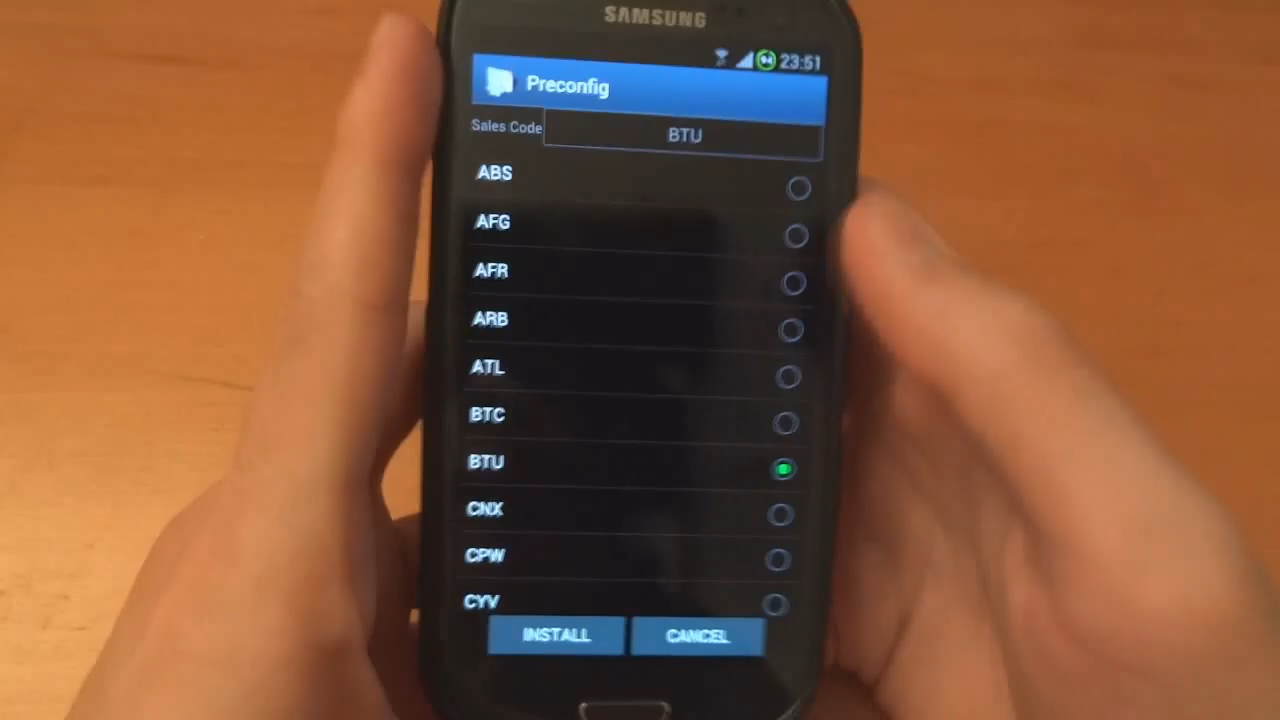 SAMSUNG
94 23:51
Preconfig
Sales Code BTU
ABS
AFG
AFR
ARB
ATL
BTC
BTU
CNX
CPW
CYV
INSTALL CANCEL